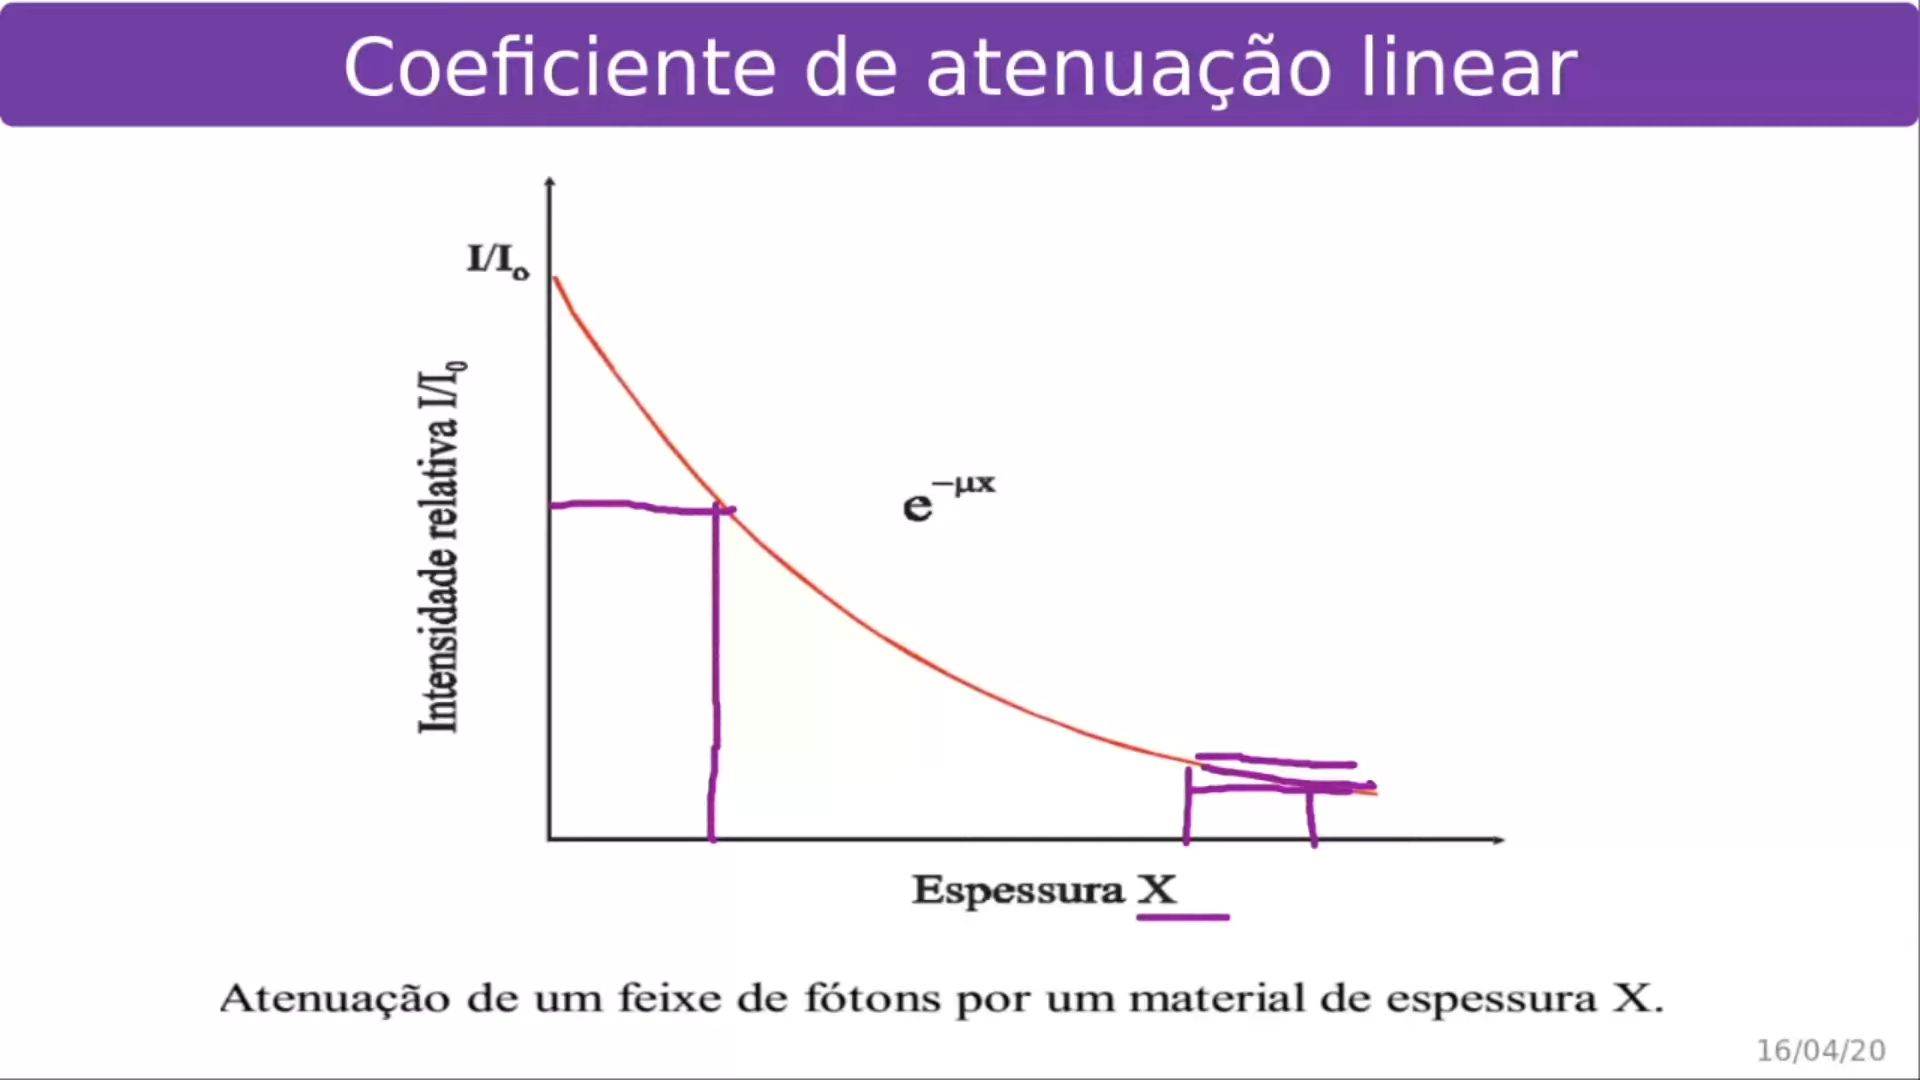 Coeficiente de atenuação linear
I/I₀
Intensidade relativa I/I₀
e^−μx
Espessura X
Atenuação de um feixe de fótons por um material de espessura X.
16/04/20